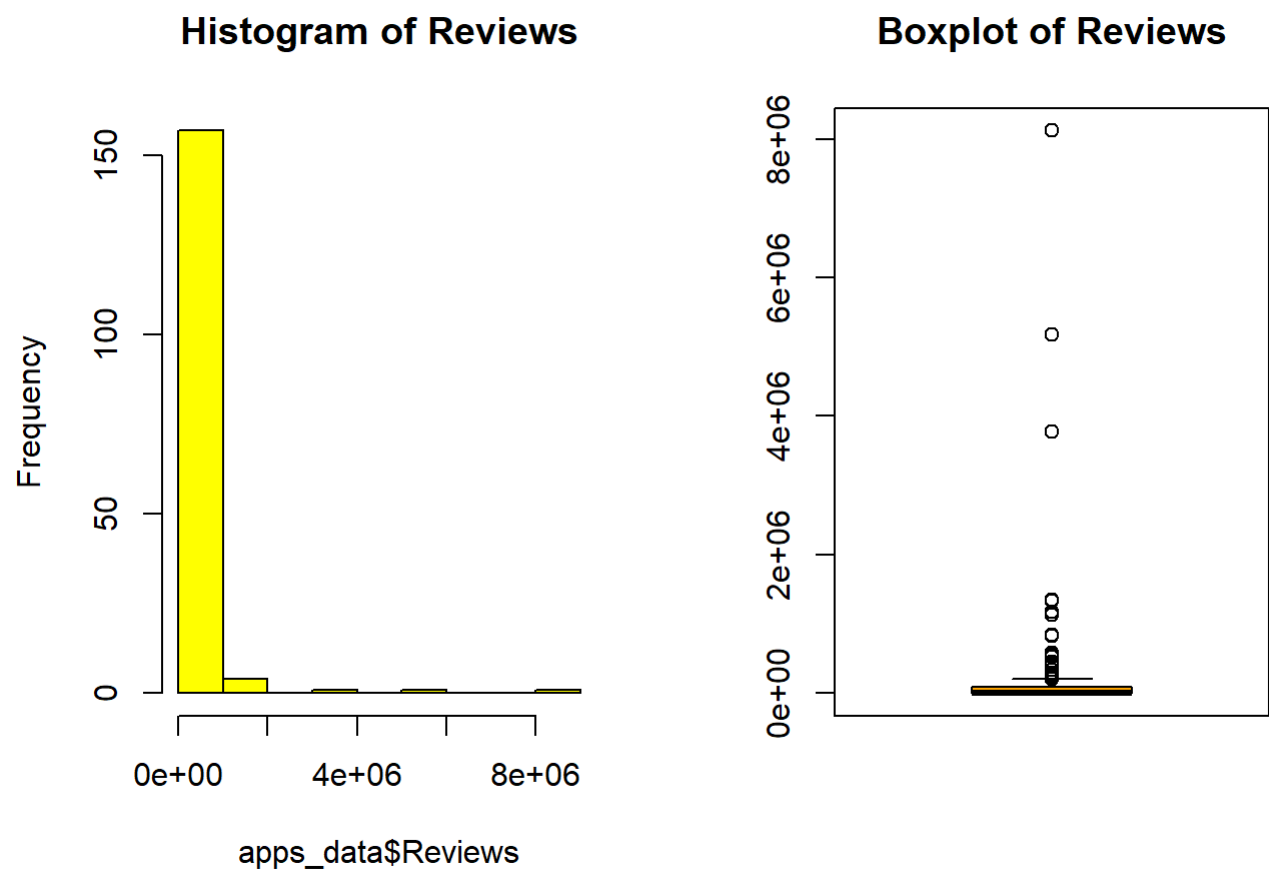 Histogram of Reviews
Frequency
150
100
50
0
0e+00 4e+06 8e+06
apps_data$Reviews
Boxplot of Reviews
8e+06
6e+06
4e+06
2e+06
0e+00